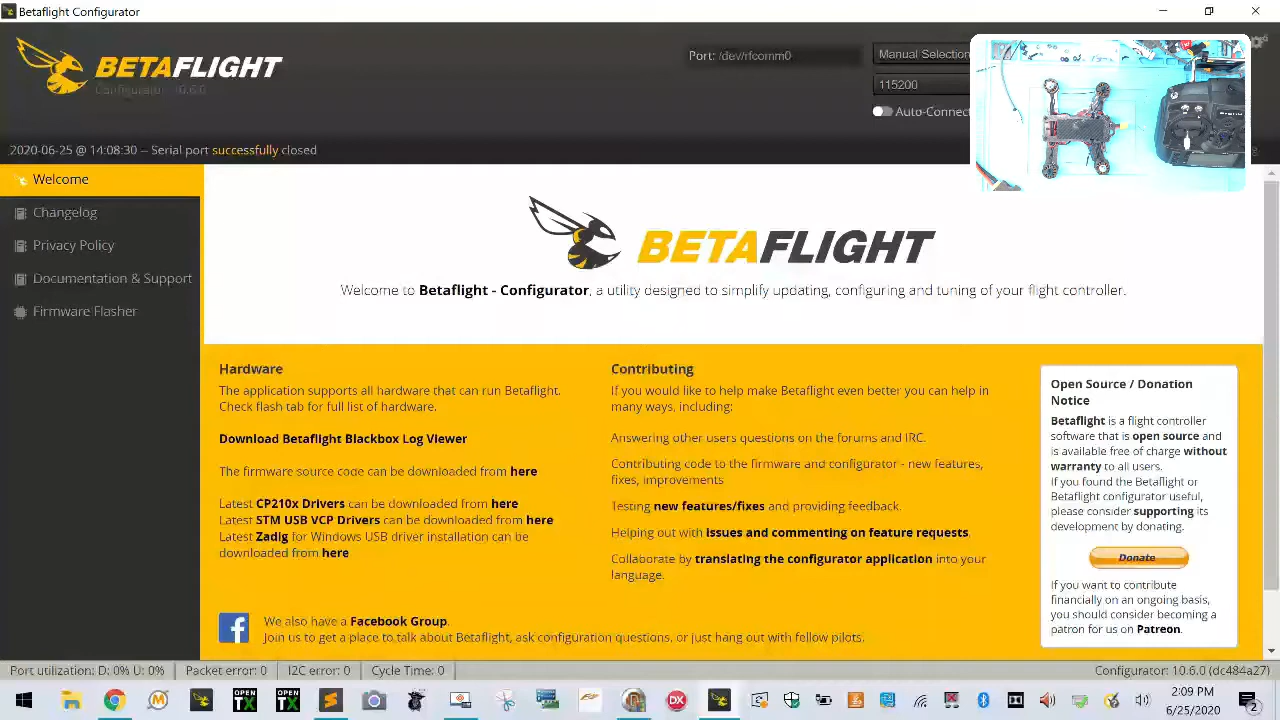 Betaflight Configurator
BETAFLIGHT
Configurator 10.6.0
Port: /dev/rfcomm0
Manual Selection
115200
Auto-Connect
2020-06-25 @ 14:08:30 -- Serial port successfully closed
Welcome
Changelog
Privacy Policy
Documentation & Support
Firmware Flasher
BETAFLIGHT
Welcome to Betaflight - Configurator, a utility designed to simplify updating, configuring and tuning of your flight controller.
Hardware
The application supports all hardware that can run Betaflight.
Check flash tab for full list of hardware.
Download Betaflight Blackbox Log Viewer
The firmware source code can be downloaded from here
Latest CP210x Drivers can be downloaded from here
Latest STM USB VCP Drivers can be downloaded from here
Latest Zadig for Windows USB driver installation can be
downloaded from here
We also have a Facebook Group.
Join us to get a place to talk about Betaflight, ask configuration questions, or just hang out with fellow pilots.
Contributing
If you would like to help make Betaflight even better you can help in
many ways, including:
Answering other users questions on the forums and IRC.
Contributing code to the firmware and configurator - new features,
fixes, improvements
Testing new features/fixes and providing feedback.
Helping out with issues and commenting on feature requests.
Collaborate by translating the configurator application into your
language.
Open Source / Donation
Notice
Betaflight is a flight controller
software that is open source and
is available free of charge without
warranty to all users.
If you found the Betaflight or
Betaflight configurator useful,
please consider supporting its
development by donating.
Donate
If you want to contribute
financially on an ongoing basis,
you should consider becoming a
patron for us on Patreon.
Port utilization: D: 0% U: 0%
Packet error: 0
I2C error: 0
Cycle Time: 0
Configurator: 10.6.0 (dc484a27)
OPEN TX
OPEN TX
DX
2:09 PM
6/25/2020
2